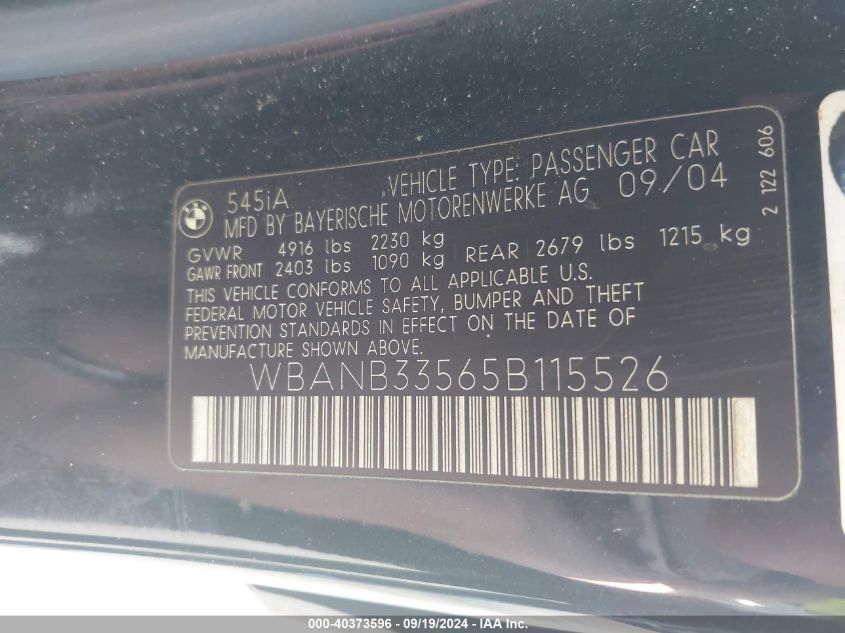 545iA VEHICLE TYPE: PASSENGER CAR
MFD BY BAYERISCHE MOTORENWERKE AG 09/04
GVWR 4916 lbs 2230 kg
GAWR FRONT 2403 lbs 1090 kg REAR 2679 lbs 1215 kg
THIS VEHICLE CONFORMS TO ALL APPLICABLE U.S.
FEDERAL MOTOR VEHICLE SAFETY, BUMPER AND THEFT
PREVENTION STANDARDS IN EFFECT ON THE DATE OF
MANUFACTURE SHOWN ABOVE.
WBANB33565B115526
2 122 606
000-40373596 - 09/19/2024 - IAA Inc.